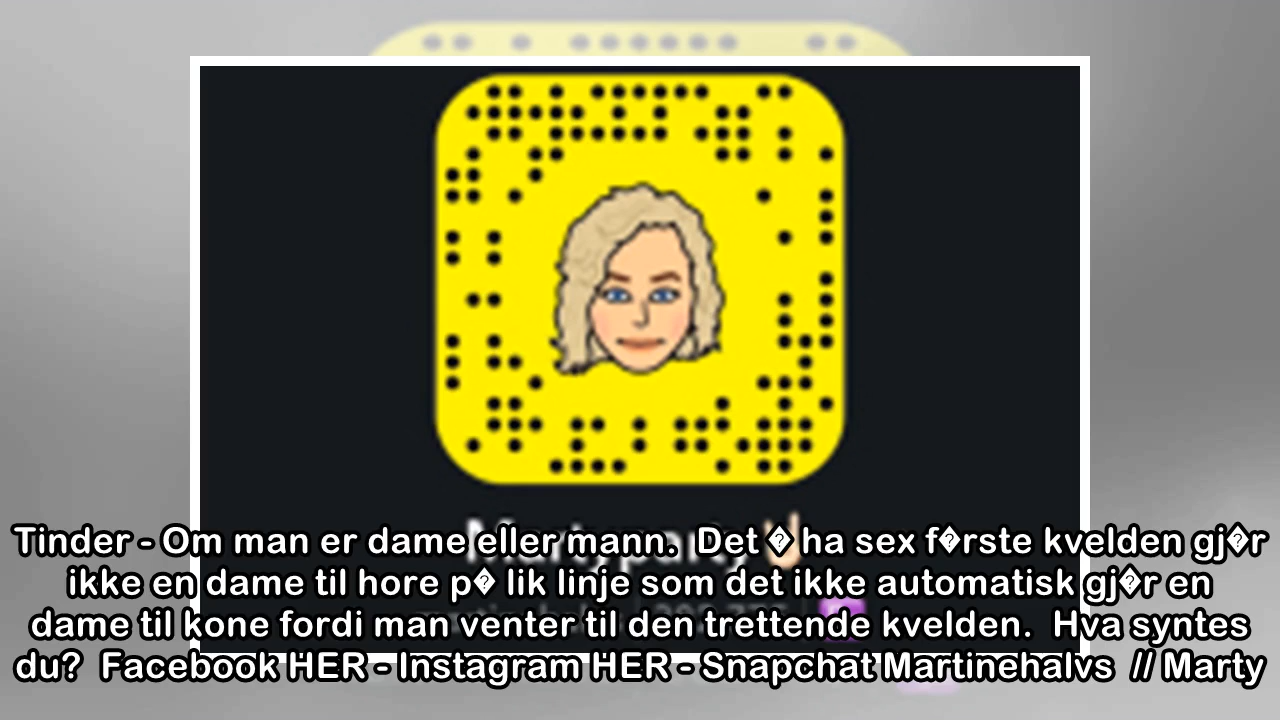 Tinder - Om man er dame eller mann.  Det � ha sex f�rste kvelden gj�r
ikke en dame til hore p� lik linje som det ikke automatisk gj�r en
dame til kone fordi man venter til den trettende kvelden.  Hva syntes
du?  Facebook HER - Instagram HER - Snapchat Martinehalvs  // Marty